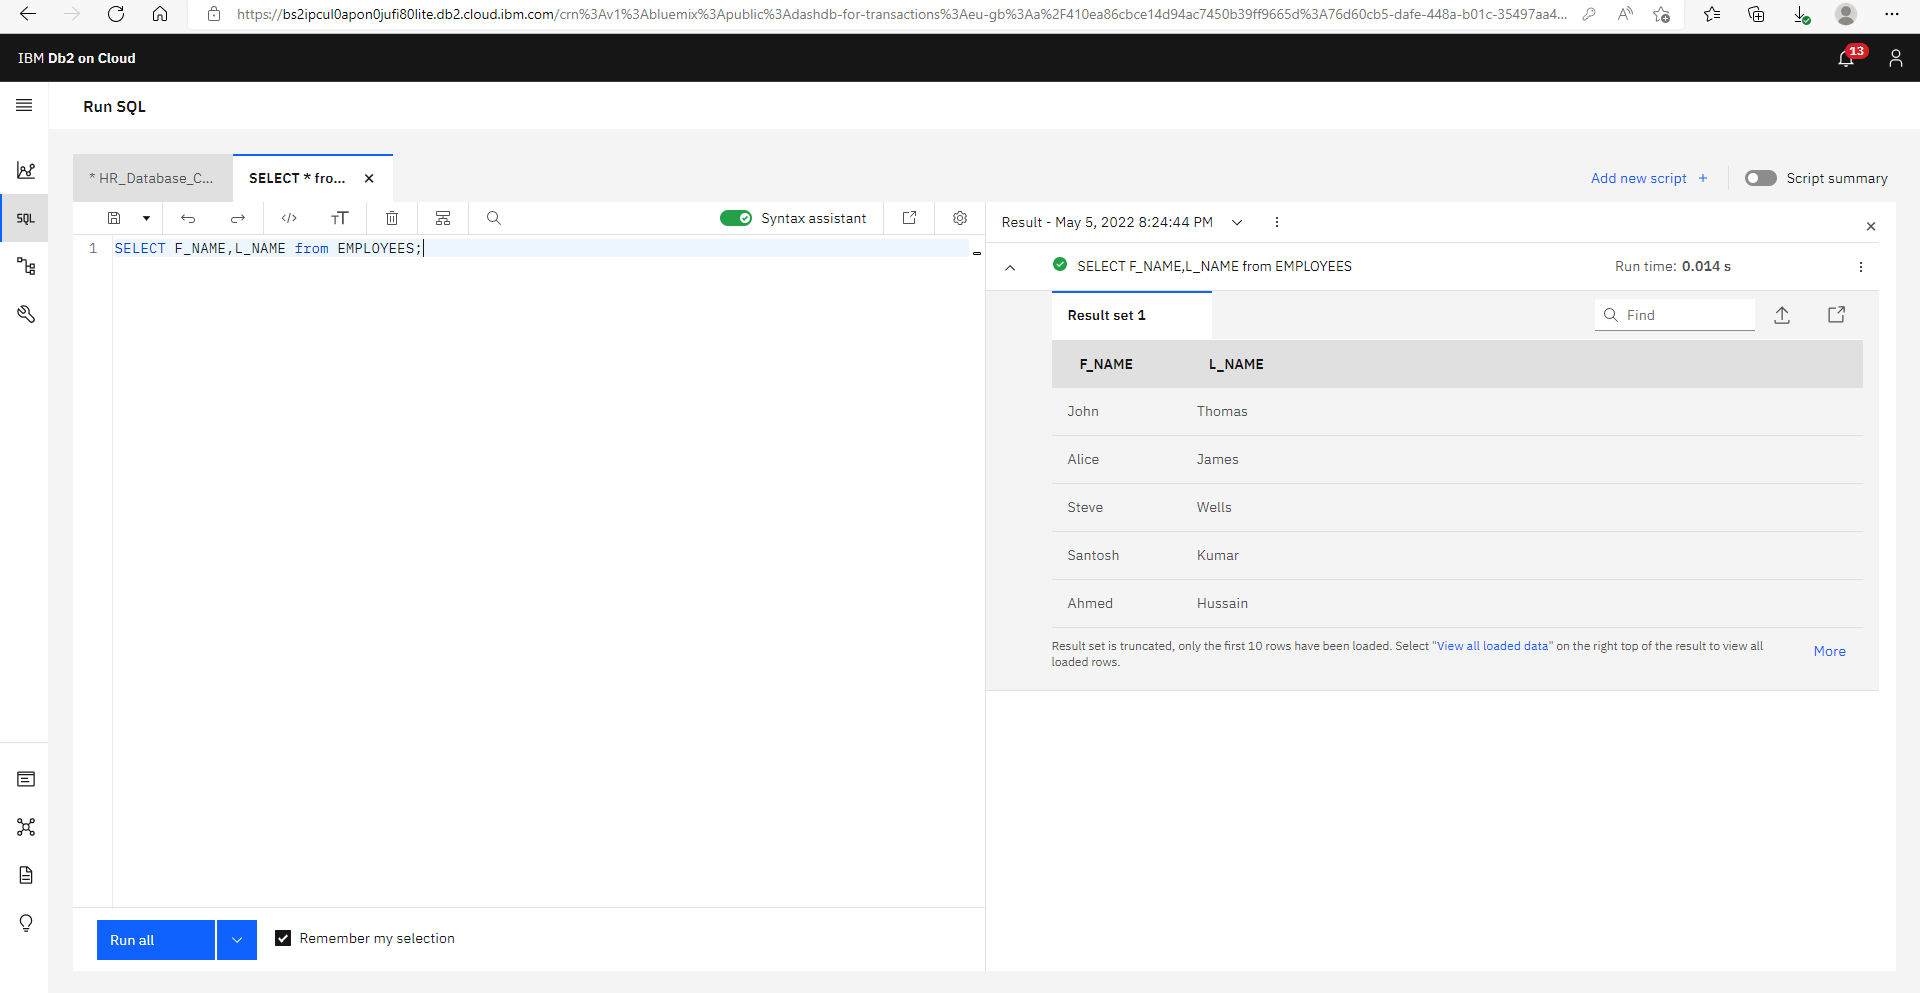 https://bs2ipcul0apon0jufi80lite.db2.cloud.ibm.com/crn%3Av1%3Abluemix%3Apublic%3Adashdb-for-transactions%3Aeu-gb%3Aa%2F410ea86cbce14d94ac7450b39ff9665d%3A76d60cb5-dafe-448a-b01c-35497aa4...
IBM Db2 on Cloud
13
Run SQL
* HR_Database_C...
SELECT * fro...
Add new script +
Script summary
SQL
Syntax assistant
Result - May 5, 2022 8:24:44 PM
1 SELECT F_NAME,L_NAME from EMPLOYEES;
SELECT F_NAME,L_NAME from EMPLOYEES
Run time: 0.014 s
Result set 1
Find
F_NAME L_NAME
John Thomas
Alice James
Steve Wells
Santosh Kumar
Ahmed Hussain
Result set is truncated, only the first 10 rows have been loaded. Select "View all loaded data" on the right top of the result to view all
loaded rows.
More
Run all
Remember my selection